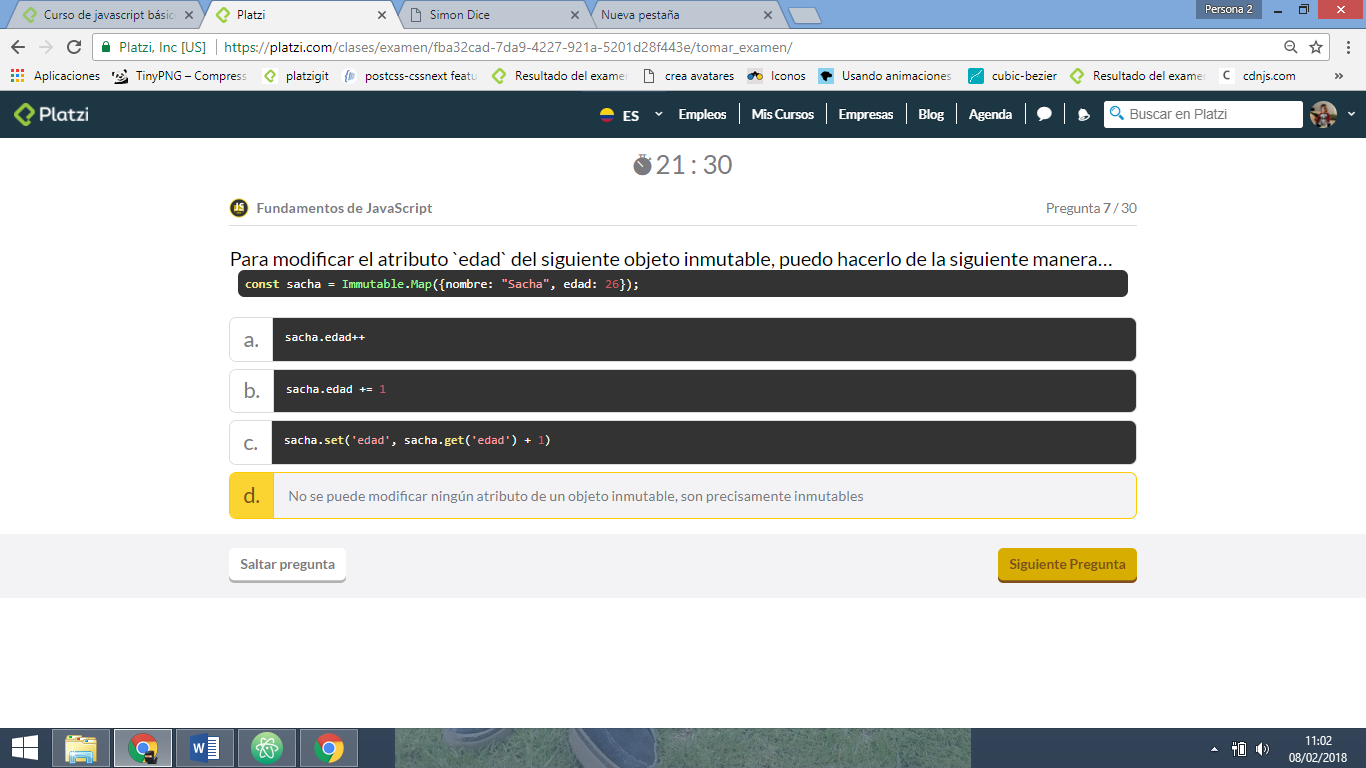 Curso de javascript básic
Platzi
Simon Dice
Nueva pestaña
Persona 2
Platzi, Inc [US]
https://platzi.com/clases/examen/fba32cad-7da9-4227-921a-5201d28f443e/tomar_examen/
Aplicaciones
TinyPNG – Compress
platzigit
postcss-cssnext featu
Resultado del examen
crea avatares
Iconos
Usando animaciones
cubic-bezier
Resultado del examen
C
cdnjs.com
»
Platzi
ES
Empleos
Mis Cursos
Empresas
Blog
Agenda
Buscar en Platzi
21 : 30
JS
Fundamentos de JavaScript
Pregunta 7 / 30
Para modificar el atributo `edad` del siguiente objeto inmutable, puedo hacerlo de la siguiente manera...
const sacha = Immutable.Map({nombre: "Sacha", edad: 26});
a. sacha.edad++
b. sacha.edad += 1
c. sacha.set('edad', sacha.get('edad') + 1)
d. No se puede modificar ningún atributo de un objeto inmutable, son precisamente inmutables
Saltar pregunta
Siguiente Pregunta
11:02
08/02/2018